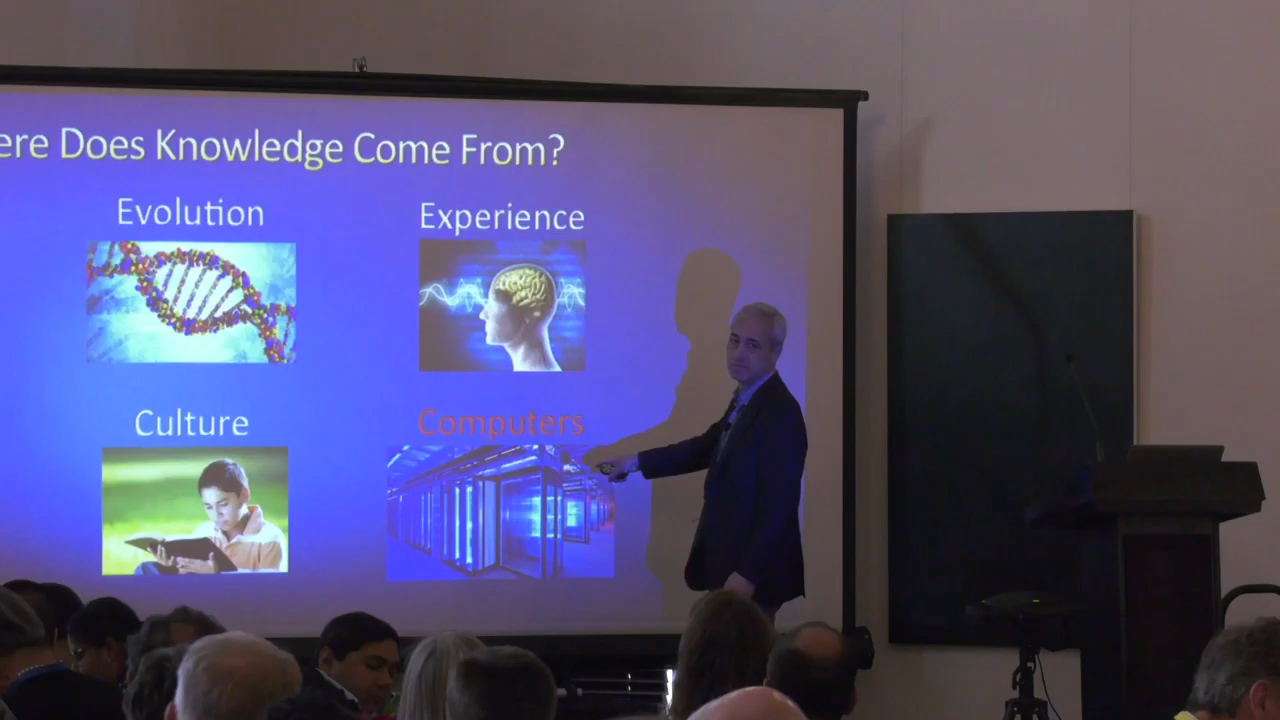 ere Does Knowledge Come From?
Evolution
Experience
Culture
Computers